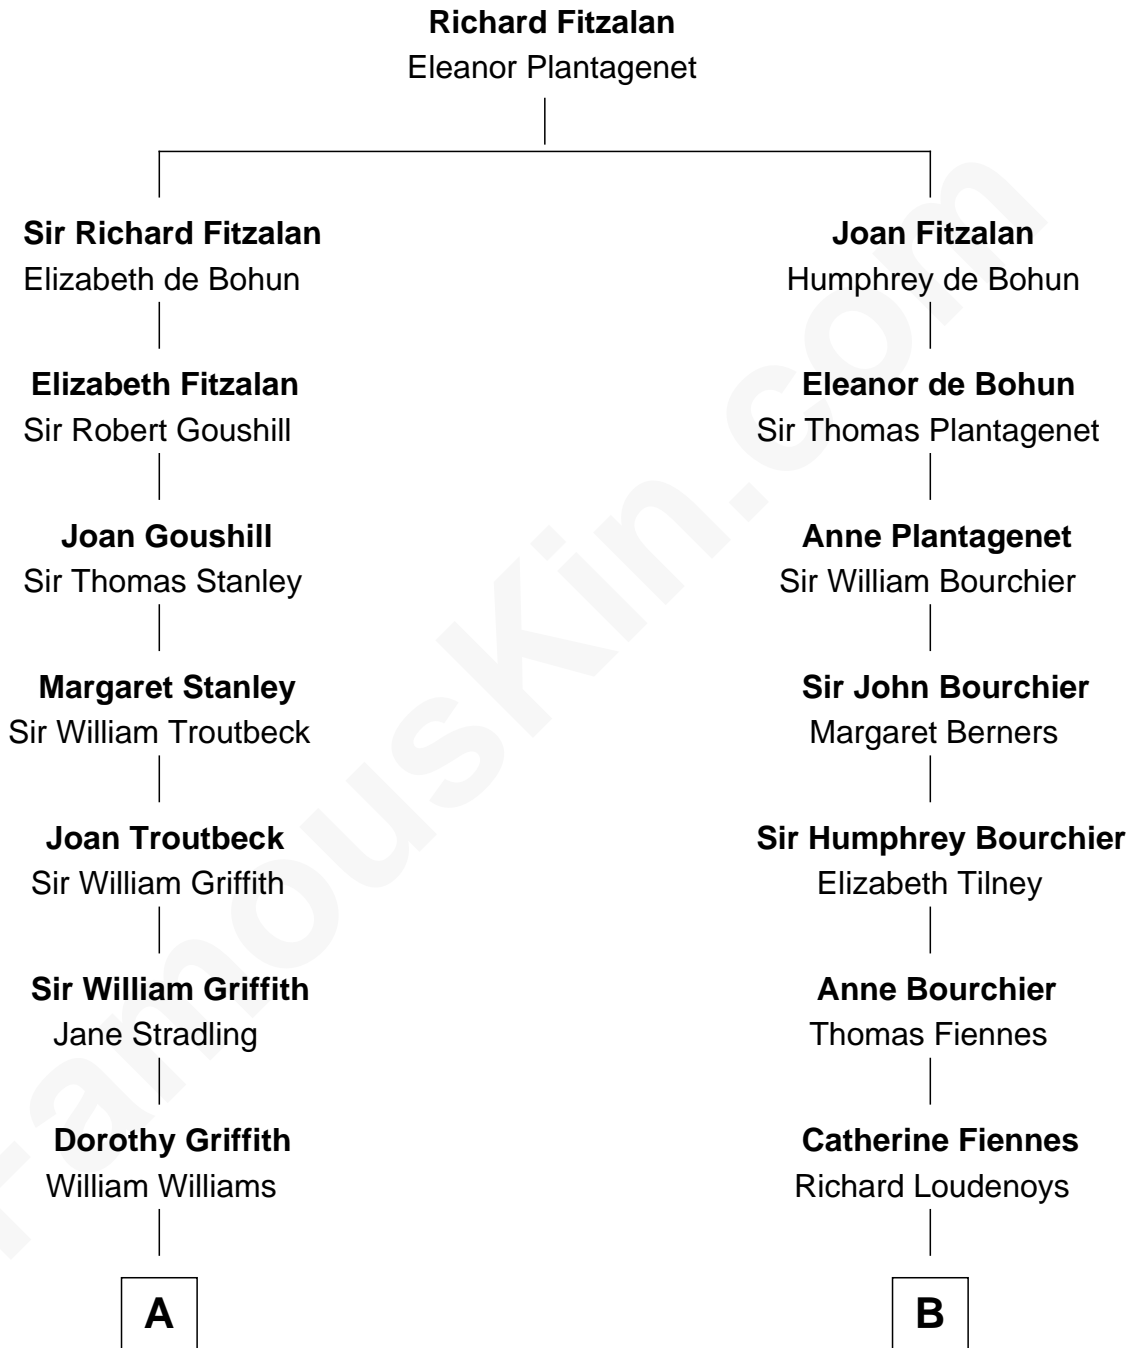 Richard Fitzalan
Eleanor Plantagenet
Sir Richard Fitzalan
Elizabeth de Bohun
Joan Fitzalan
Humphrey de Bohun
Elizabeth Fitzalan
Sir Robert Goushill
Eleanor de Bohun
Sir Thomas Plantagenet
Joan Goushill
Sir Thomas Stanley
Anne Plantagenet
Sir William Bourchier
Margaret Stanley
Sir William Troutbeck
Sir John Bourchier
Margaret Berners
Joan Troutbeck
Sir William Griffith
Sir Humphrey Bourchier
Elizabeth Tilney
Sir William Griffith
Jane Stradling
Anne Bourchier
Thomas Fiennes
Dorothy Griffith
William Williams
Catherine Fiennes
Richard Loudenoys
A
B
FamousKin.com